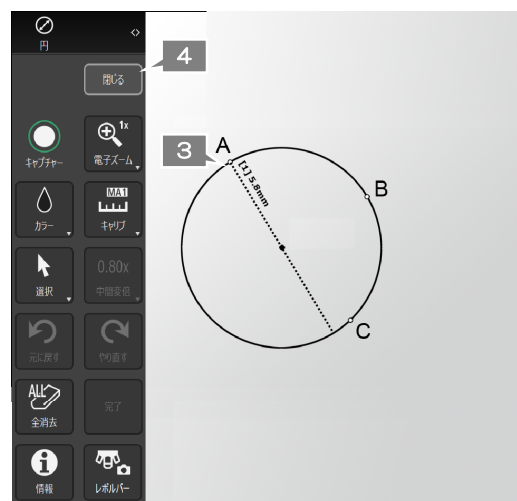 円
閉じる
4
キャプチャー
1x
電子ズーム
カラー
MA1
キャリブ
選択
0.80x
中間変倍
元に戻す
やり直す
ALL
全消去
完了
情報
レボルバー
3
A
[1] 5.8mm
B
C